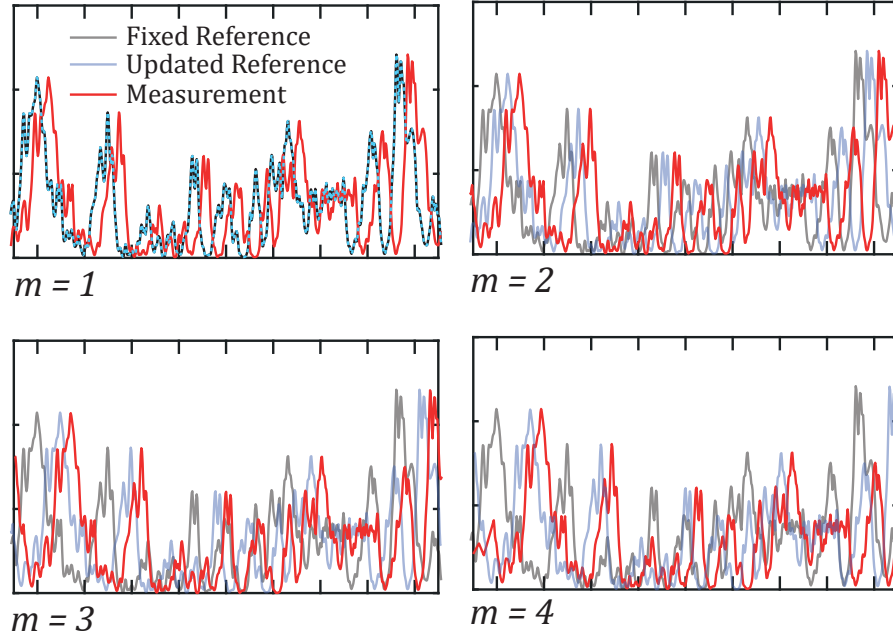 Fixed Reference
Updated Reference
Measurement
m = 1
m = 2
m = 3
m = 4